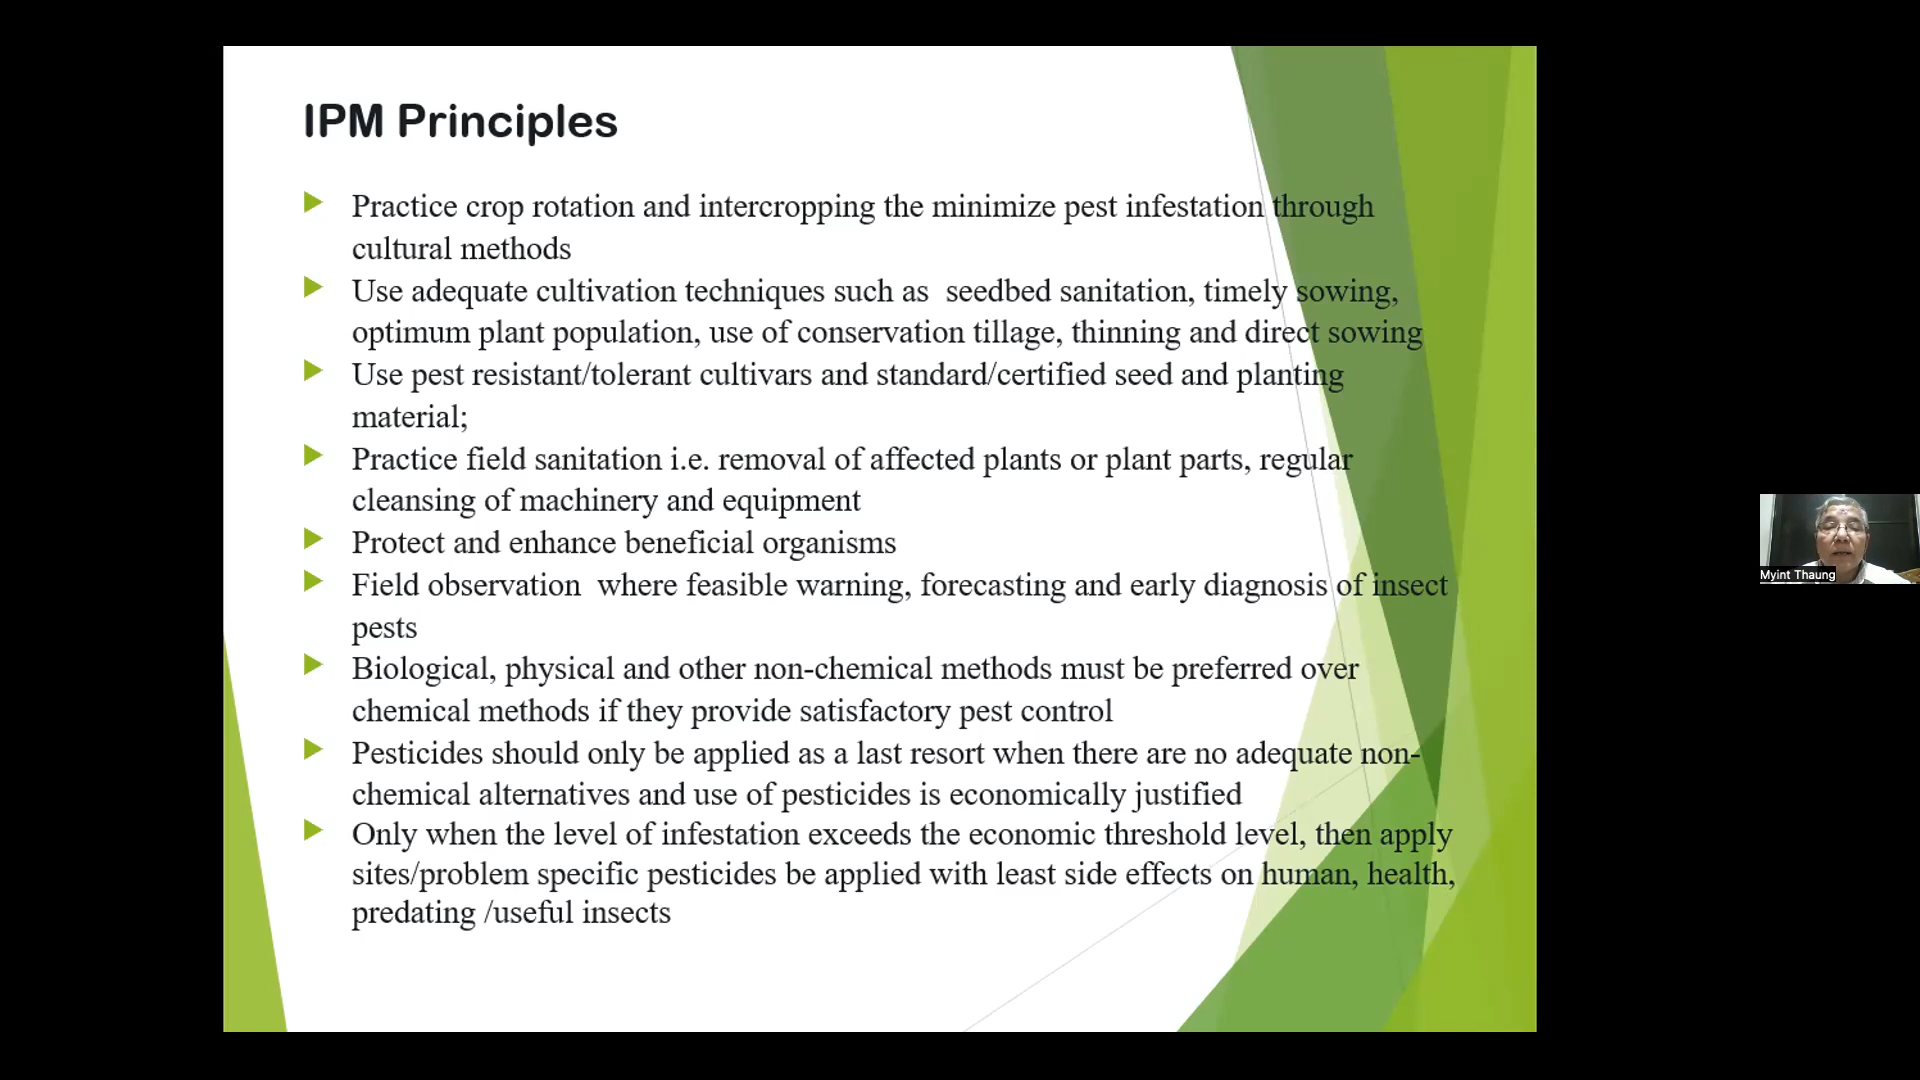 IPM Principles
Practice crop rotation and intercropping the minimize pest infestation through
cultural methods
Use adequate cultivation techniques such as  seedbed sanitation, timely sowing,
optimum plant population, use of conservation tillage, thinning and direct sowing
Use pest resistant/tolerant cultivars and standard/certified seed and planting
material;
Practice field sanitation i.e. removal of affected plants or plant parts, regular
cleansing of machinery and equipment
Protect and enhance beneficial organisms
Field observation  where feasible warning, forecasting and early diagnosis of insect
pests
Biological, physical and other non-chemical methods must be preferred over
chemical methods if they provide satisfactory pest control
Pesticides should only be applied as a last resort when there are no adequate non-
chemical alternatives and use of pesticides is economically justified
Only when the level of infestation exceeds the economic threshold level, then apply
sites/problem specific pesticides be applied with least side effects on human, health,
predating /useful insects
Myint Thaung